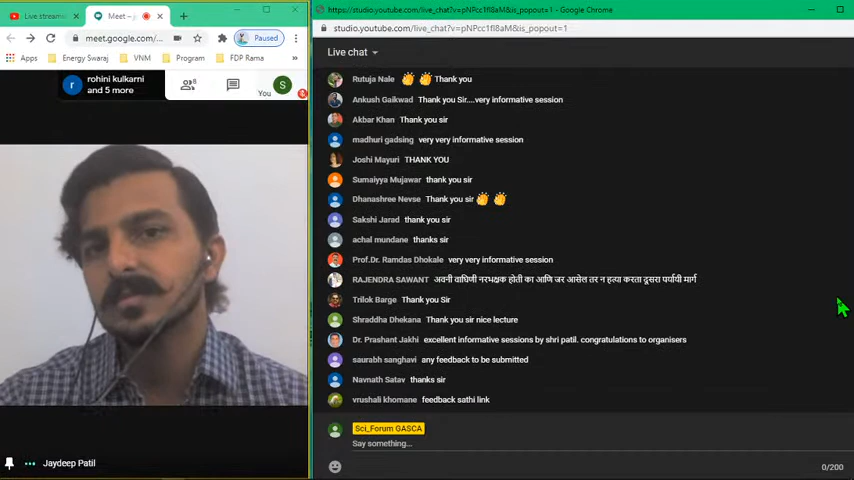 https://studio.youtube.com/live_chat?v=pNPcc1fl8aM&is_popout=1 - Google Chrome
Live stream
Meet – j
studio.youtube.com/live_chat?v=pNPcc1fl8aM&is_popout=1
meet.google.com/...
Paused
Apps
Energy Swaraj
VNM
Program
FDP Rama
Live chat
rohini kulkarni
and 5 more
8
You
S
r
2
Rutuja Nale 👏 👏 Thank you
Ankush Gaikwad Thank you Sir....very informative session
Akbar Khan Thank you sir
madhuri gadsing very very informative session
Joshi Mayuri THANK YOU
Sumaiyya Mujawar thank you sir
Dhanashree Nevse Thank you sir 👏 👏
Sakshi Jarad thank you sir
achal mundane thanks sir
Prof.Dr. Ramdas Dhokale very very informative session
RAJENDRA SAWANT अवनी वाघिणी नरभक्षक होती का आणि जर आसेल तर न हत्या करता दूसरा पर्यायी मार्ग
Trilok Barge Thank you Sir
Shraddha Dhekana Thank you sir nice lecture
Dr. Prashant Jakhi excellent informative sessions by shri patil. congratulations to organisers
saurabh sanghavi any feedback to be submitted
Navnath Satav thanks sir
vrushali khomane feedback sathi link
Sci_Forum GASCA
Say something...
Jaydeep Patil
0/200